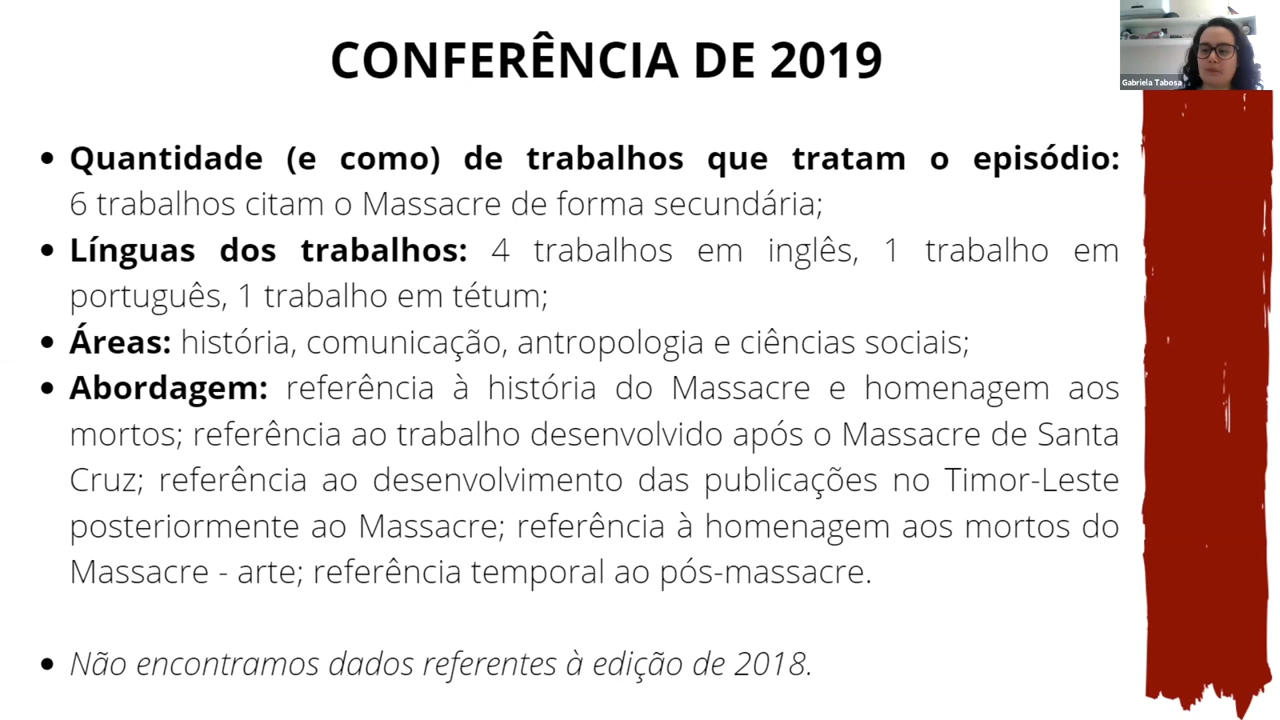 CONFERÊNCIA DE 2019
Gabriela Tabosa
• Quantidade (e como) de trabalhos que tratam o episódio:
6 trabalhos citam o Massacre de forma secundária;
• Línguas dos trabalhos: 4 trabalhos em inglês, 1 trabalho em
português, 1 trabalho em tétum;
• Áreas: história, comunicação, antropologia e ciências sociais;
• Abordagem: referência à história do Massacre e homenagem aos
mortos; referência ao trabalho desenvolvido após o Massacre de Santa
Cruz; referência ao desenvolvimento das publicações no Timor-Leste
posteriormente ao Massacre; referência à homenagem aos mortos do
Massacre - arte; referência temporal ao pós-massacre.
• Não encontramos dados referentes à edição de 2018.